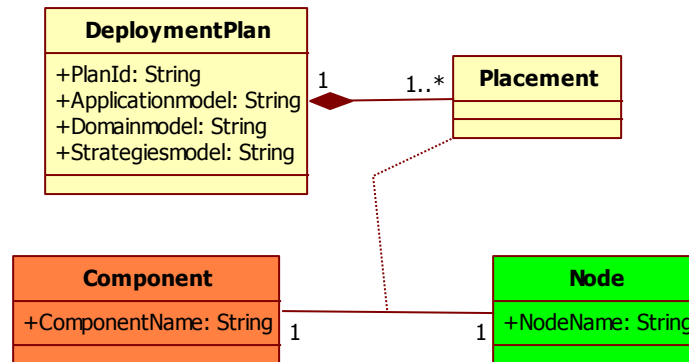 DeploymentPlan
+PlanId: String
+Applicationmodel: String
+Domainmodel: String
+Strategiesmodel: String
1
1..*
Placement
Component
+ComponentName: String
1
1
Node
+NodeName: String